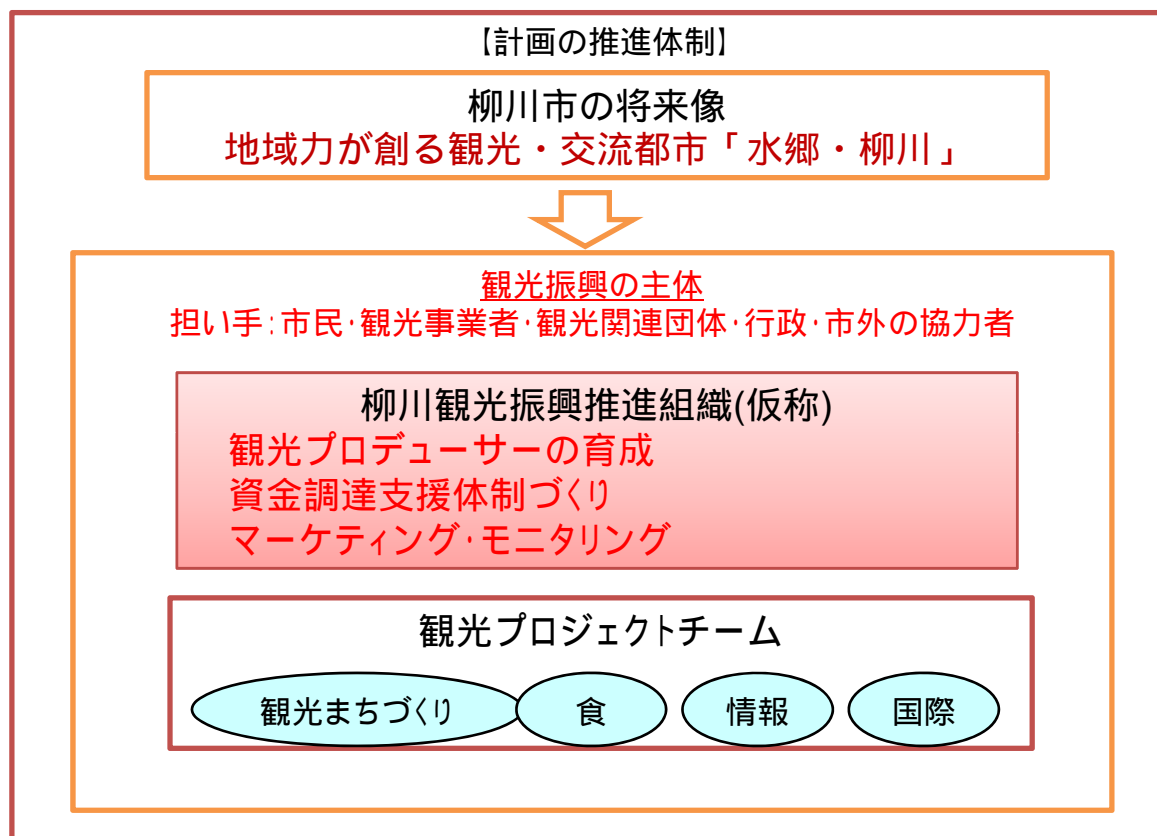 【計画の推進体制】
柳川市の将来像
地域力が創る観光・交流都市「水郷・柳川」
観光振興の主体
担い手:市民・観光事業者・観光関連団体・行政・市外の協力者
柳川観光振興推進組織(仮称)
観光プロデューサーの育成
資金調達支援体制づくり
マーケティング・モニタリング
観光プロジェクトチーム
観光まちづくり 食 情報 国際